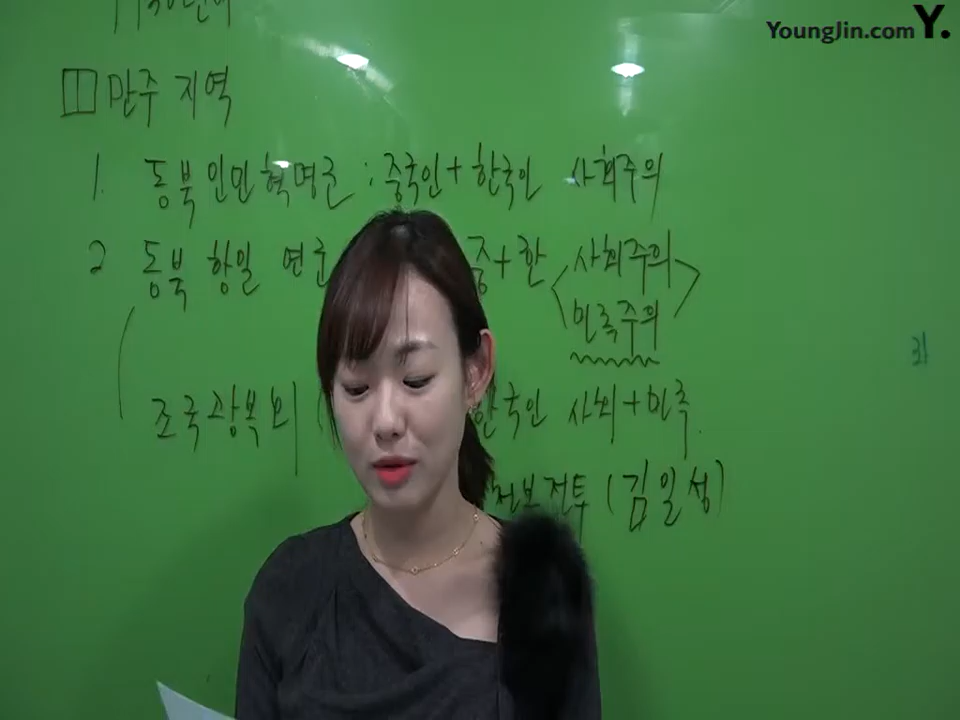 YoungJin.com Y.
III 만주 지역
1. 동북 인민 혁명군 : 중국인 + 한국인 사회주의
2 동북 항일 연군 중+한 < 사회주의 >
민족주의
조국광복회 ( 한국인 사회+민족.
전투 (김일성)